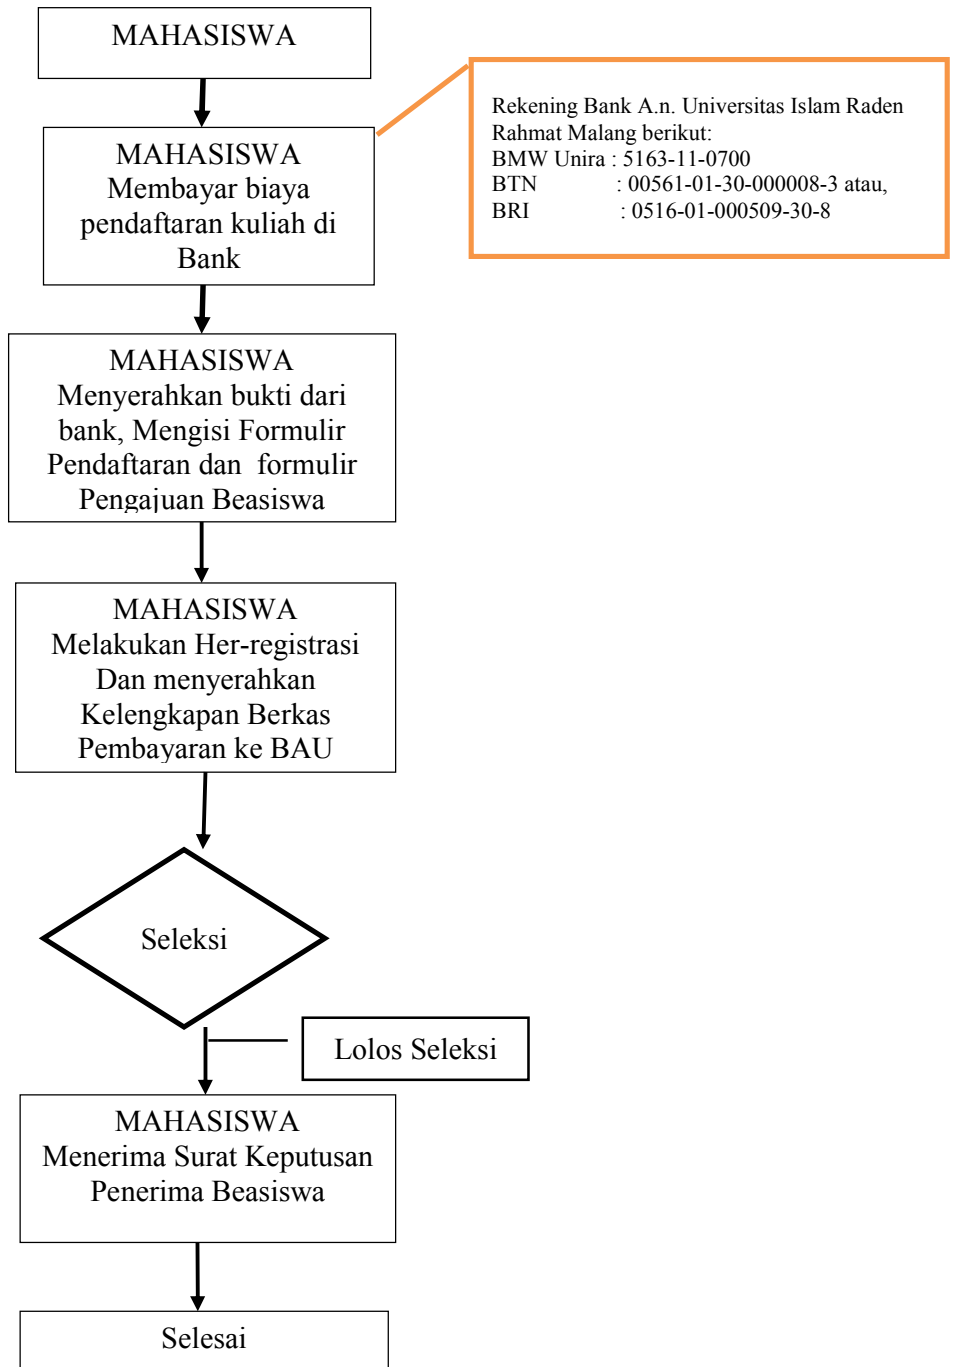 MAHASISWA
MAHASISWA
Membayar biaya
pendaftaran kuliah di
Bank
Rekening Bank A.n. Universitas Islam Raden
Rahmat Malang berikut:
BMW Unira : 5163-11-0700
BTN : 00561-01-30-000008-3 atau,
BRI : 0516-01-000509-30-8
MAHASISWA
Menyerahkan bukti dari
bank, Mengisi Formulir
Pendaftaran dan formulir
Pengajuan Beasiswa
MAHASISWA
Melakukan Her-registrasi
Dan menyerahkan
Kelengkapan Berkas
Pembayaran ke BAU
Seleksi
Lolos Seleksi
MAHASISWA
Menerima Surat Keputusan
Penerima Beasiswa
Selesai